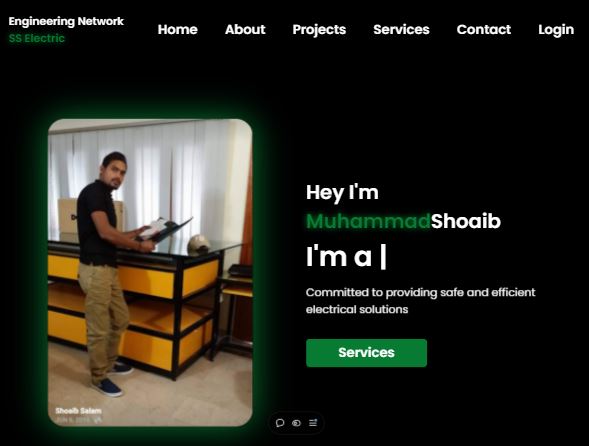 Engineering Network
SS Electric
Home
About
Projects
Services
Contact
Login
Hey I'm
MuhammadShoaib
I'm a |
Committed to providing safe and efficient
electrical solutions
Services
Shoaib Salam